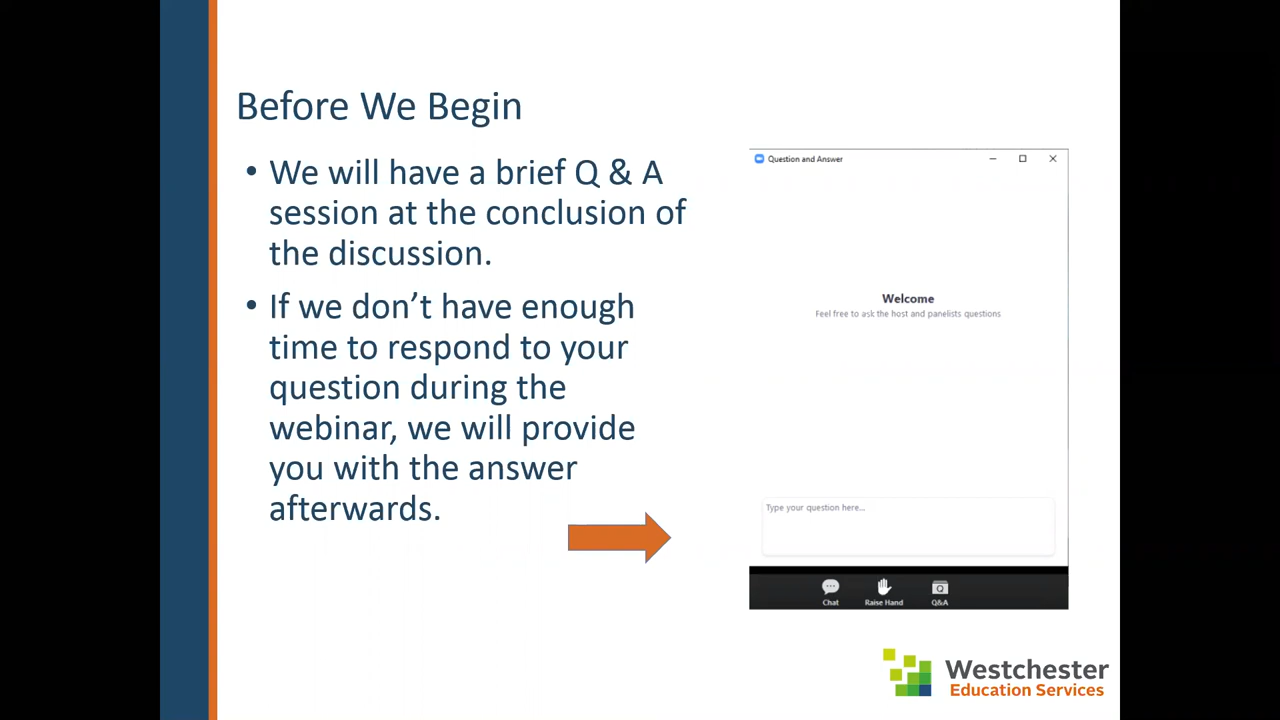 Before We Begin
• We will have a brief Q & A
session at the conclusion of
the discussion.
• If we don’t have enough
time to respond to your
question during the
webinar, we will provide
you with the answer
afterwards.
Question and Answer
Welcome
Feel free to ask the host and panelists questions
Type your question here...
Chat
Raise Hand
Q&A
Westchester
Education Services